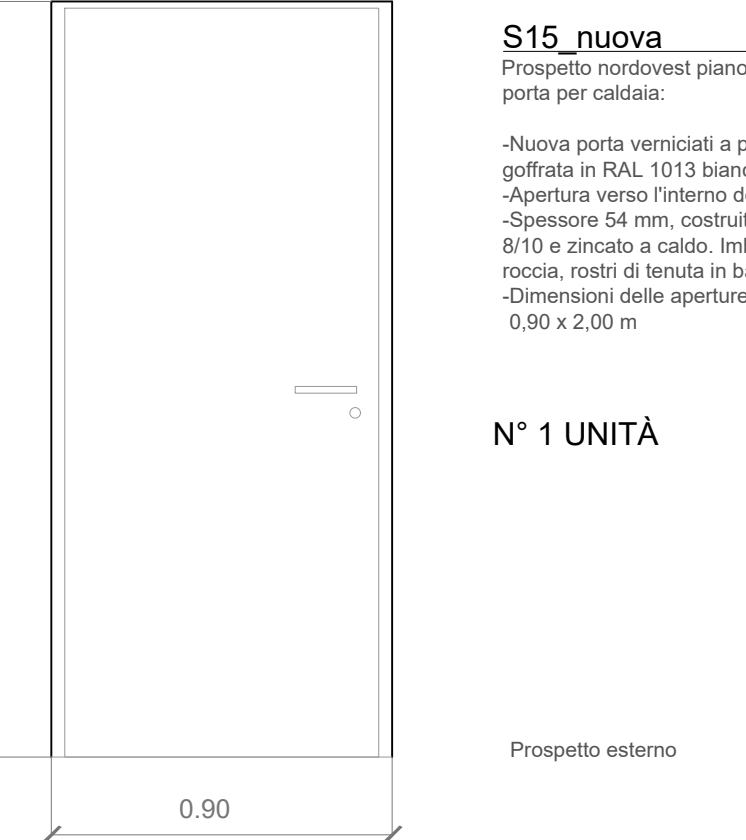 S15_nuova
Prospetto nordovest piano
porta per caldaia:
-Nuova porta verniciati a p
goffrata in RAL 1013 bianc
-Apertura verso l'interno de
-Spessore 54 mm, costruit
8/10 e zincato a caldo. Iml
roccia, rostri di tenuta in ba
-Dimensioni delle aperture
0,90 x 2,00 m
N° 1 UNITÀ
Prospetto esterno
0.90